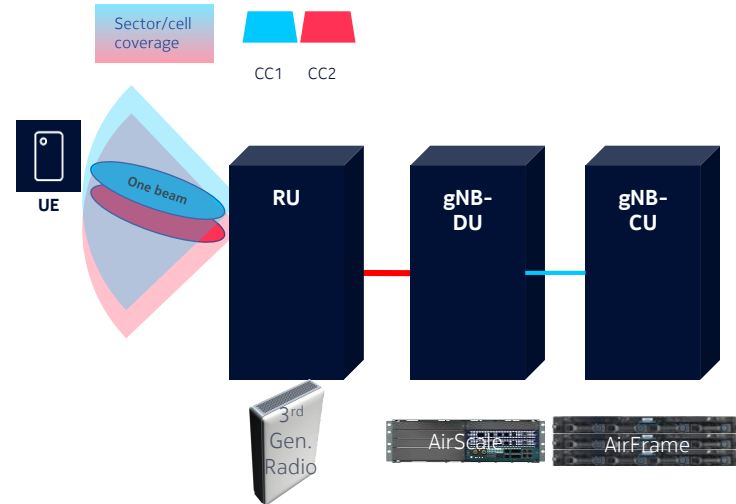 Sector/cell
coverage
CC1 CC2
UE
One beam
RU
gNB-
DU
gNB-
CU
3rd
Gen.
Radio
AirScale
AirFrame